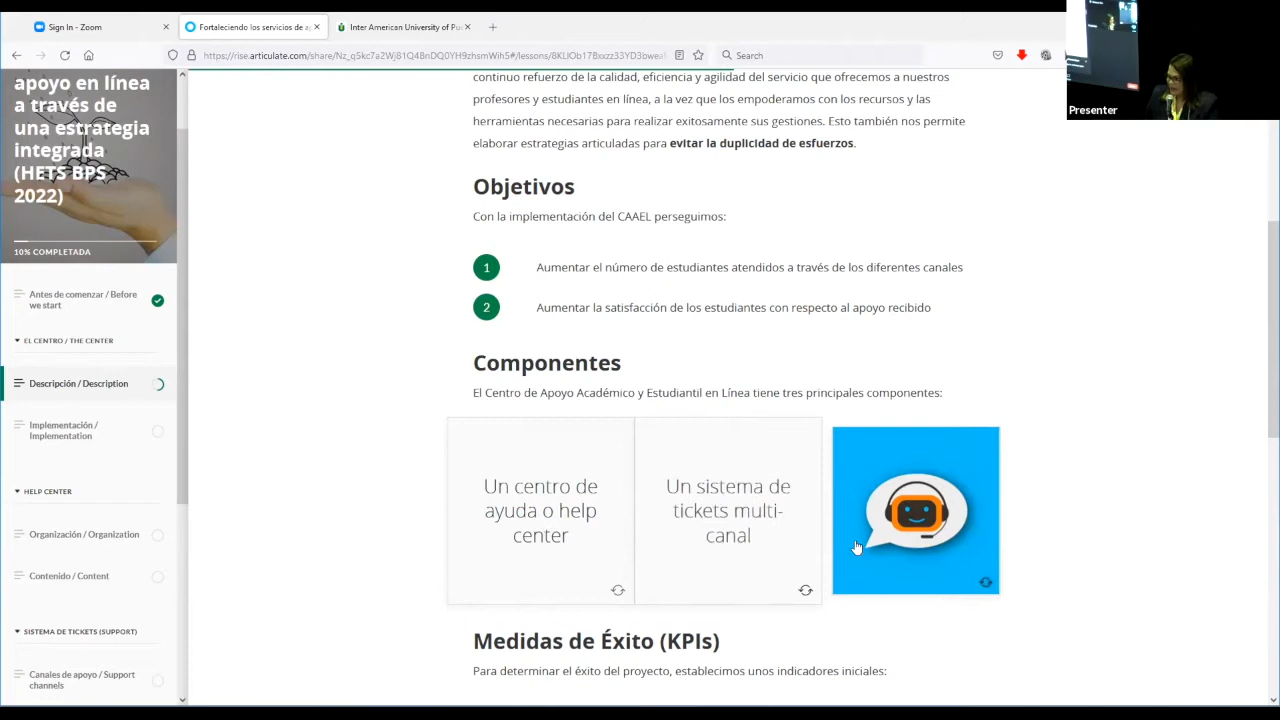 Sign In - Zoom
Fortaleciendo los servicios de a
Inter American University of Pu
https://rise.articulate.com/share/Nz_q5kc7a2Wj81Q4BnDQ0YH9zhsmWih5#/lessons/8KLIOb17Bxxzz33YD3bweal
Search
Presenter
apoyo en línea
a través de
una estrategia
integrada
(HETS BPS
2022)
10% COMPLETADA
Antes de comenzar / Before
we start
EL CENTRO / THE CENTER
Descripción / Description
Implementación /
Implementation
HELP CENTER
Organización / Organization
Contenido / Content
SISTEMA DE TICKETS (SUPPORT)
Canales de apoyo / Support
channels
continuo refuerzo de la calidad, eficiencia y agilidad del servicio que ofrecemos a nuestros
profesores y estudiantes en línea, a la vez que los empoderamos con los recursos y las
herramientas necesarias para realizar exitosamente sus gestiones. Esto también nos permite
elaborar estrategias articuladas para evitar la duplicidad de esfuerzos.
Objetivos
Con la implementación del CAAEL perseguimos:
1 Aumentar el número de estudiantes atendidos a través de los diferentes canales
2 Aumentar la satisfacción de los estudiantes con respecto al apoyo recibido
Componentes
El Centro de Apoyo Académico y Estudiantil en Línea tiene tres principales componentes:
Un centro de
ayuda o help
center
Un sistema de
tickets multi-
canal
Medidas de Éxito (KPIs)
Para determinar el éxito del proyecto, establecimos unos indicadores iniciales: